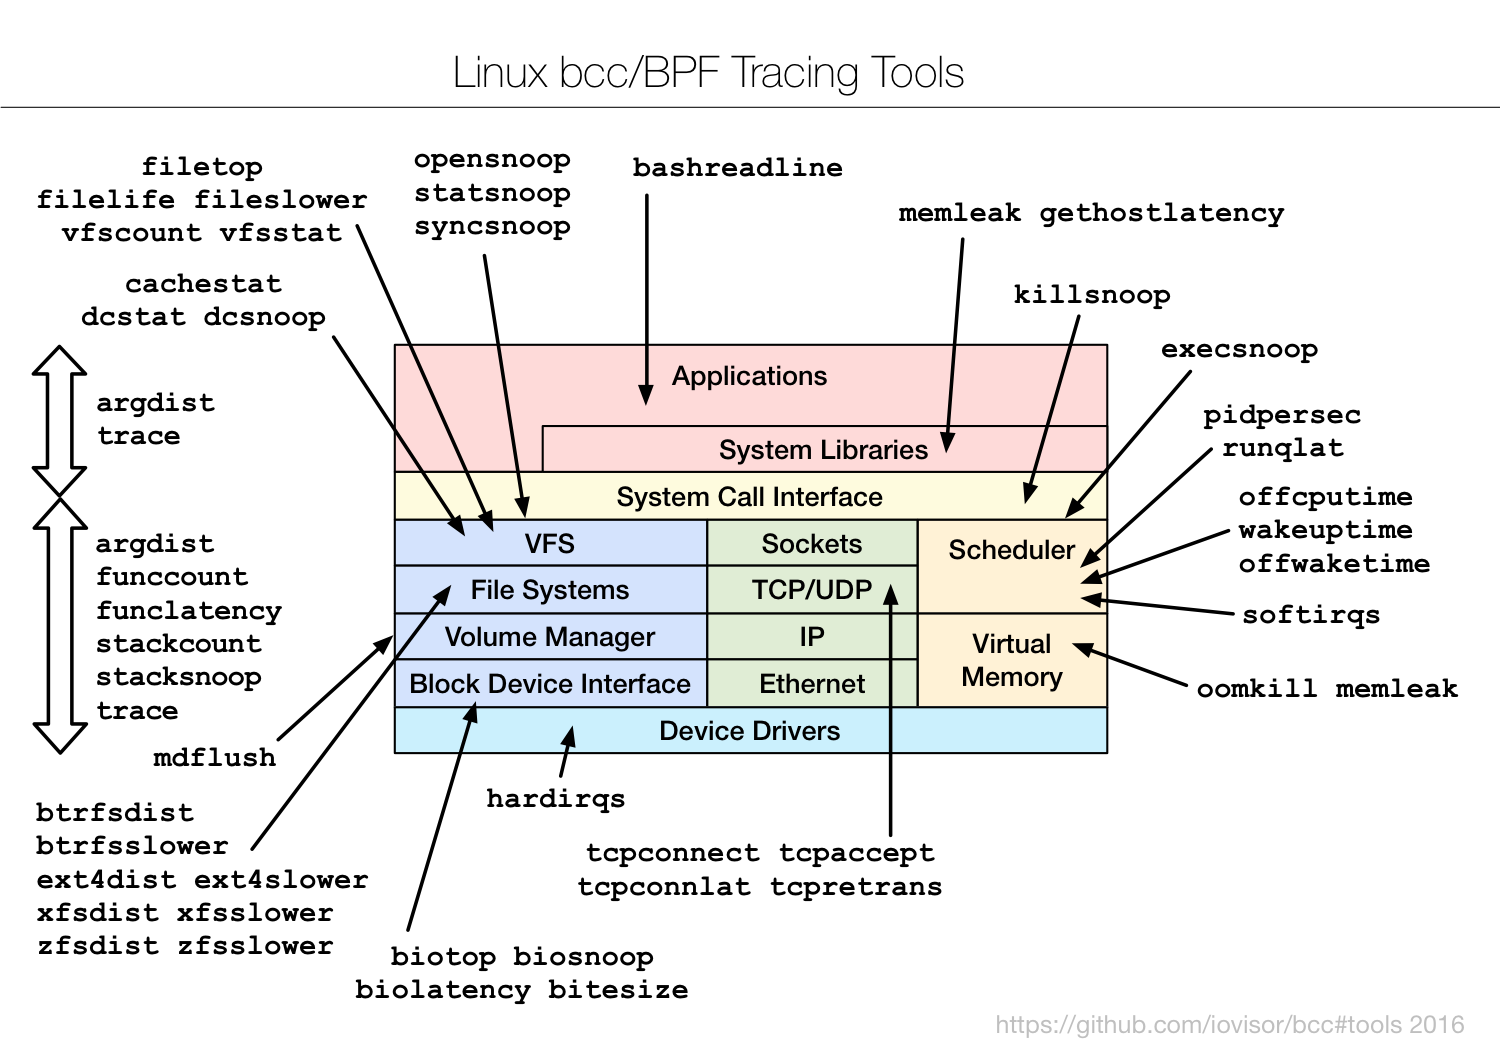 Linux bcc/BPF Tracing Tools
filetop
filelife fileslower
vfscount vfsstat
opensnoop
statsnoop
syncsnoop
bashreadline
memleak gethostlatency
cachestat
dcstat dcsnoop
killsnoop
execsnoop
argdist
trace
pidpersec
runqlat
offcputime
wakeuptime
offwaketime
softirqs
oomkill memleak
Applications
System Libraries
System Call Interface
VFS
Sockets
Scheduler
File Systems
TCP/UDP
Volume Manager
IP
Virtual
Memory
Block Device Interface
Ethernet
Device Drivers
argdist
funccount
funclatency
stackcount
stacksnoop
trace
mdflush
btrfsdist
btrfsslower
ext4dist ext4slower
xfsdist xfsslower
zfsdist zfsslower
hardirqs
tcpconnect tcpaccept
tcpconnlat tcpretrans
biotop biosnoop
biolatency bitesize
https://github.com/iovisor/bcc#tools 2016